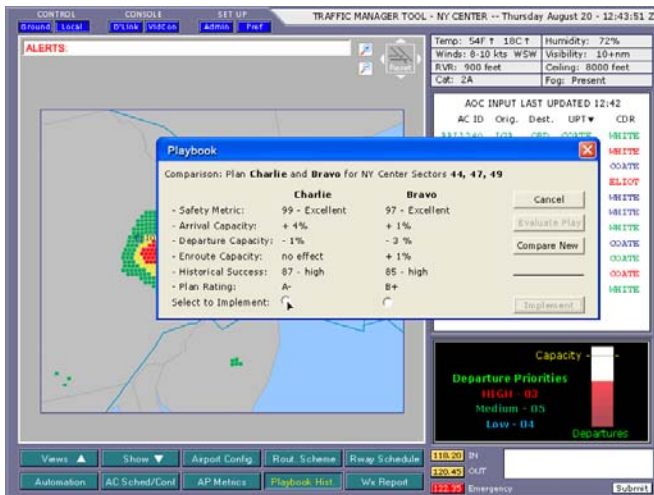 CONTROL CONSOLE SET UP TRAFFIC MANAGER TOOL - NY CENTER -- Thursday August 20 - 12:43:51 Z
Ground Local D'Link VidCon Admin Pref
ALERTS:
Reset
Temp: 54F ↑ 18C ↑ Humidity: 72%
Winds: 8-10 kts WSW Visibility: 10+nm
RVR: 900 feet Ceiling: 8000 feet
Cat: 2A Fog: Present
AOC INPUT LAST UPDATED 12:42
AC ID Orig. Dest. UPT▼ CDR
WHITE
WHITE
COATE
ELIOT
WHITE
WHITE
COATE
COATE
COATE
WHITE
Playbook
Comparison: Plan Charlie and Bravo for NY Center Sectors 44, 47, 49
Charlie Bravo
- Safety Metric: 99 - Excellent 97 - Excellent
- Arrival Capacity: + 4% + 1%
- Departure Capacity: - 1% - 3 %
- Enroute Capacity: no effect + 1%
- Historical Success: 87 - high 85 - high
- Plan Rating: A- B+
Select to Implement:
Cancel
Evaluate Play
Compare New
Implement
Capacity -
Departure Priorities
HIGH - 03
Medium - 05
Low - 04
Departures
Views ▲ Show ▼ Airport Config Rout. Scheme Rway Schedule
Automation AC Sched/Conf AP Metrics Playbook Hist. Wx Report
118.20 IN
120.45 OUT
122.35 Emergency Submit